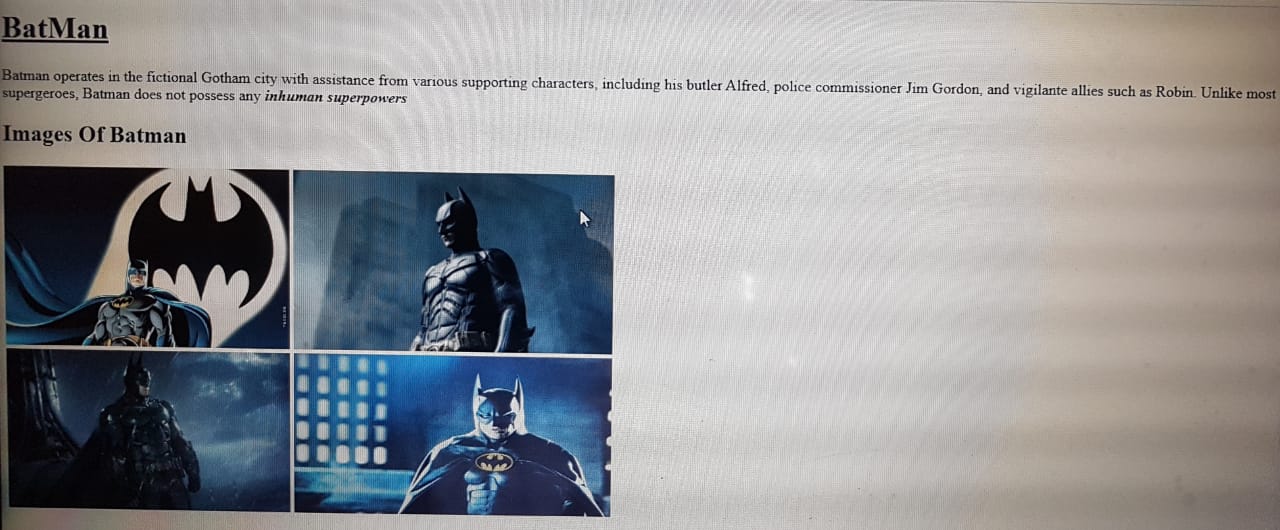 BatMan
Batman operates in the fictional Gotham city with assistance from various supporting characters, including his butler Alfred, police commissioner Jim Gordon, and vigilante allies such as Robin. Unlike most
supergeroes, Batman does not possess any inhuman superpowers
Images Of Batman